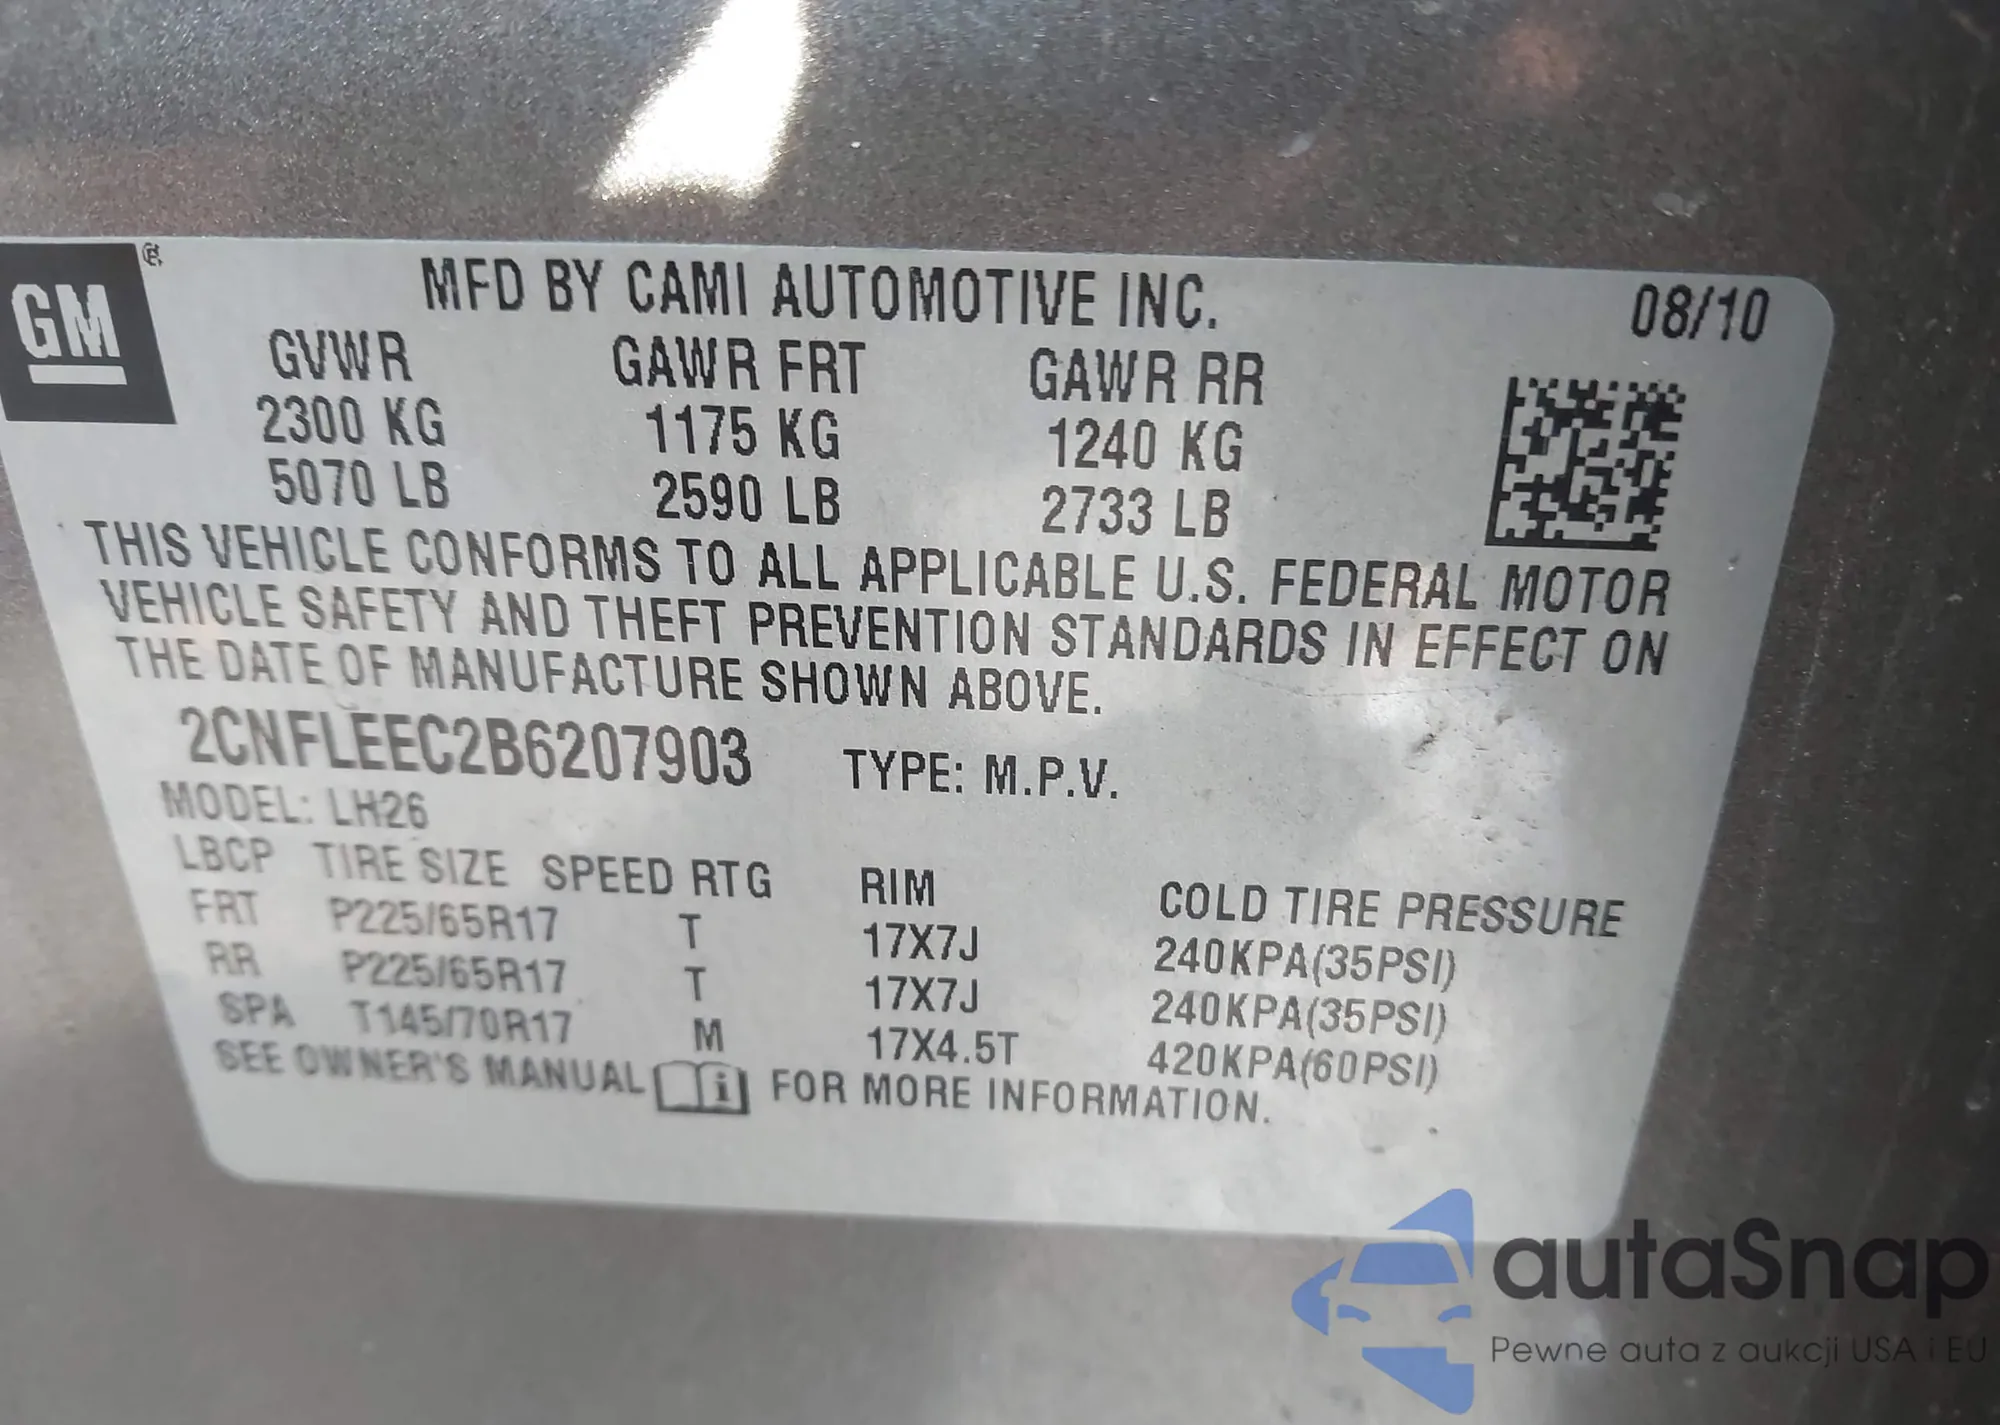 GM
MFD BY CAMI AUTOMOTIVE INC. 08/10
GVWR GAWR FRT GAWR RR
2300 KG 1175 KG 1240 KG
5070 LB 2590 LB 2733 LB
THIS VEHICLE CONFORMS TO ALL APPLICABLE U.S. FEDERAL MOTOR
VEHICLE SAFETY AND THEFT PREVENTION STANDARDS IN EFFECT ON
THE DATE OF MANUFACTURE SHOWN ABOVE.
2CNFLEEC2B6207903 TYPE: M.P.V.
MODEL: LH26
LBCP TIRE SIZE SPEED RTG RIM COLD TIRE PRESSURE
FRT P225/65R17 T 17X7J 240KPA(35PSI)
RR P225/65R17 T 17X7J 240KPA(35PSI)
SPA T145/70R17 M 17X4.5T 420KPA(60PSI)
SEE OWNER'S MANUAL i FOR MORE INFORMATION.
autaSnap
Pewne auta z aukcji USA i EU